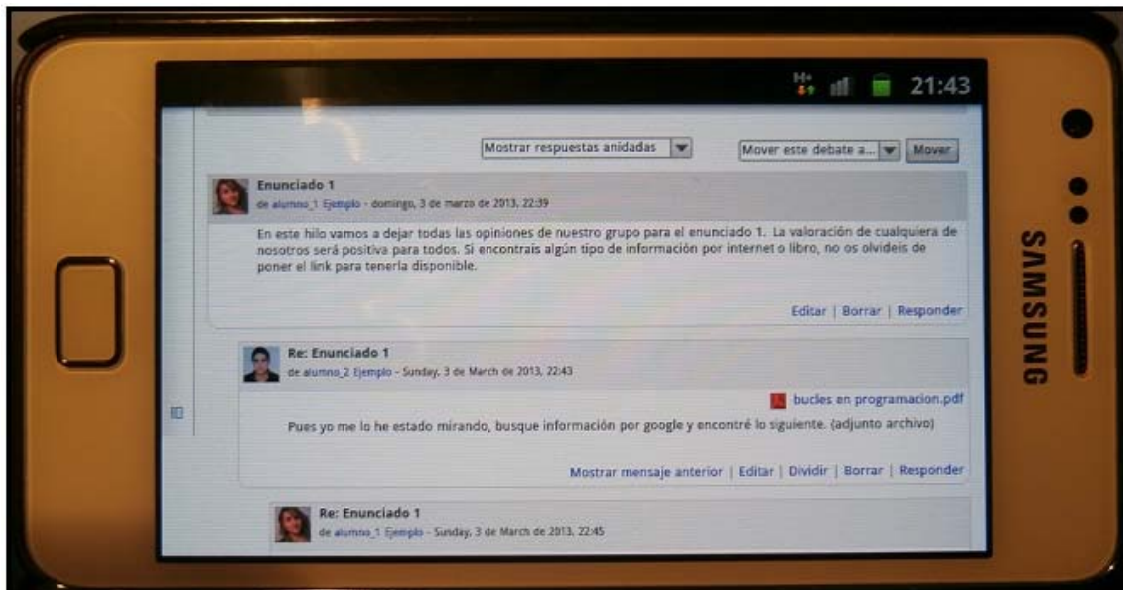 H+ 21:43
Mostrar respuestas anidadas Mover este debate a... Mover
Enunciado 1
de alumno_1 Ejemplo - domingo, 3 de marzo de 2013, 22:39
En este hilo vamos a dejar todas las opiniones de nuestro grupo para el enunciado 1. La valoración de cualquiera de
nosotros será positiva para todos. Si encontrais algún tipo de información por internet o libro, no os olvideis de
poner el link para tenerla disponible.
Editar | Borrar | Responder
Re: Enunciado 1
de alumno_2 Ejemplo - Sunday, 3 de March de 2013, 22:43
bucles en programacion.pdf
Pues yo me lo he estado mirando, busque información por google y encontré lo siguiente. (adjunto archivo)
Mostrar mensaje anterior | Editar | Dividir | Borrar | Responder
Re: Enunciado 1
de alumno_1 Ejemplo - Sunday, 3 de March de 2013, 22:45
SAMSUNG